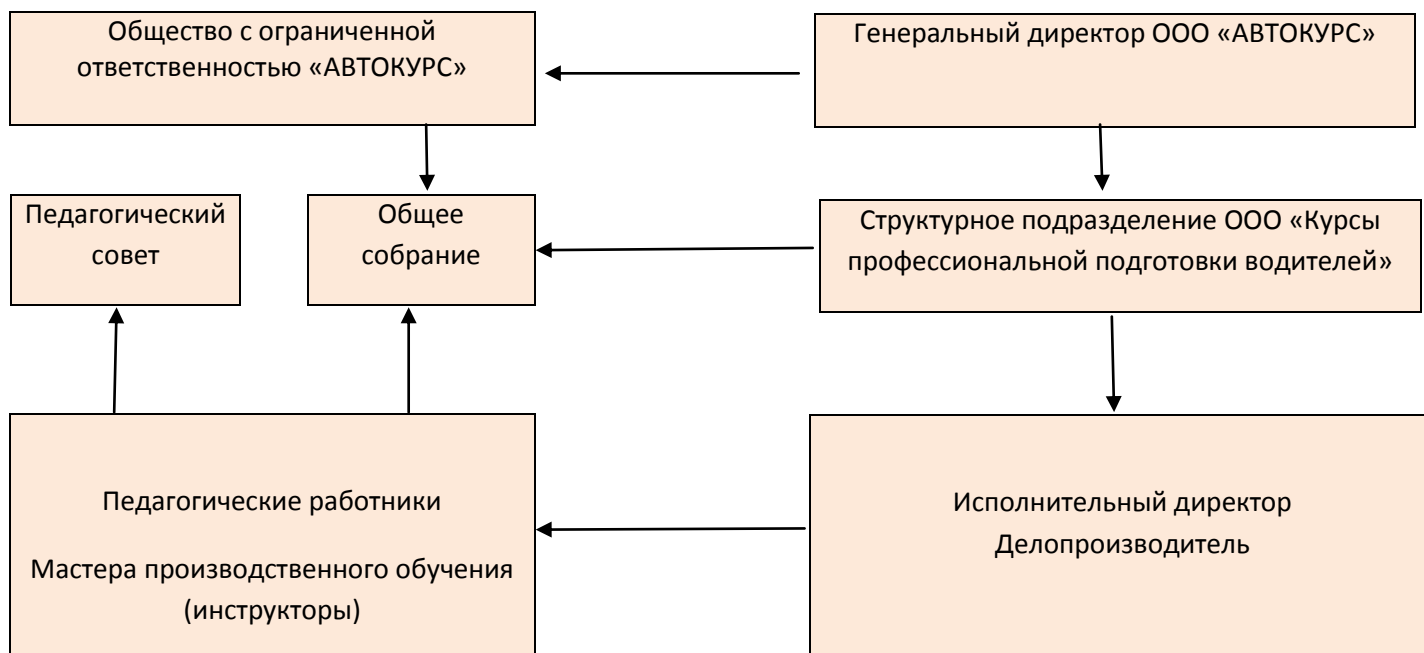 Общество с ограниченной
ответственностью «АВТОКУРС»
Генеральный директор ООО «АВТОКУРС»
Педагогический
совет
Общее
собрание
Структурное подразделение ООО «Курсы
профессиональной подготовки водителей»
Педагогические работники
Мастера производственного обучения
(инструкторы)
Исполнительный директор
Делопроизводитель